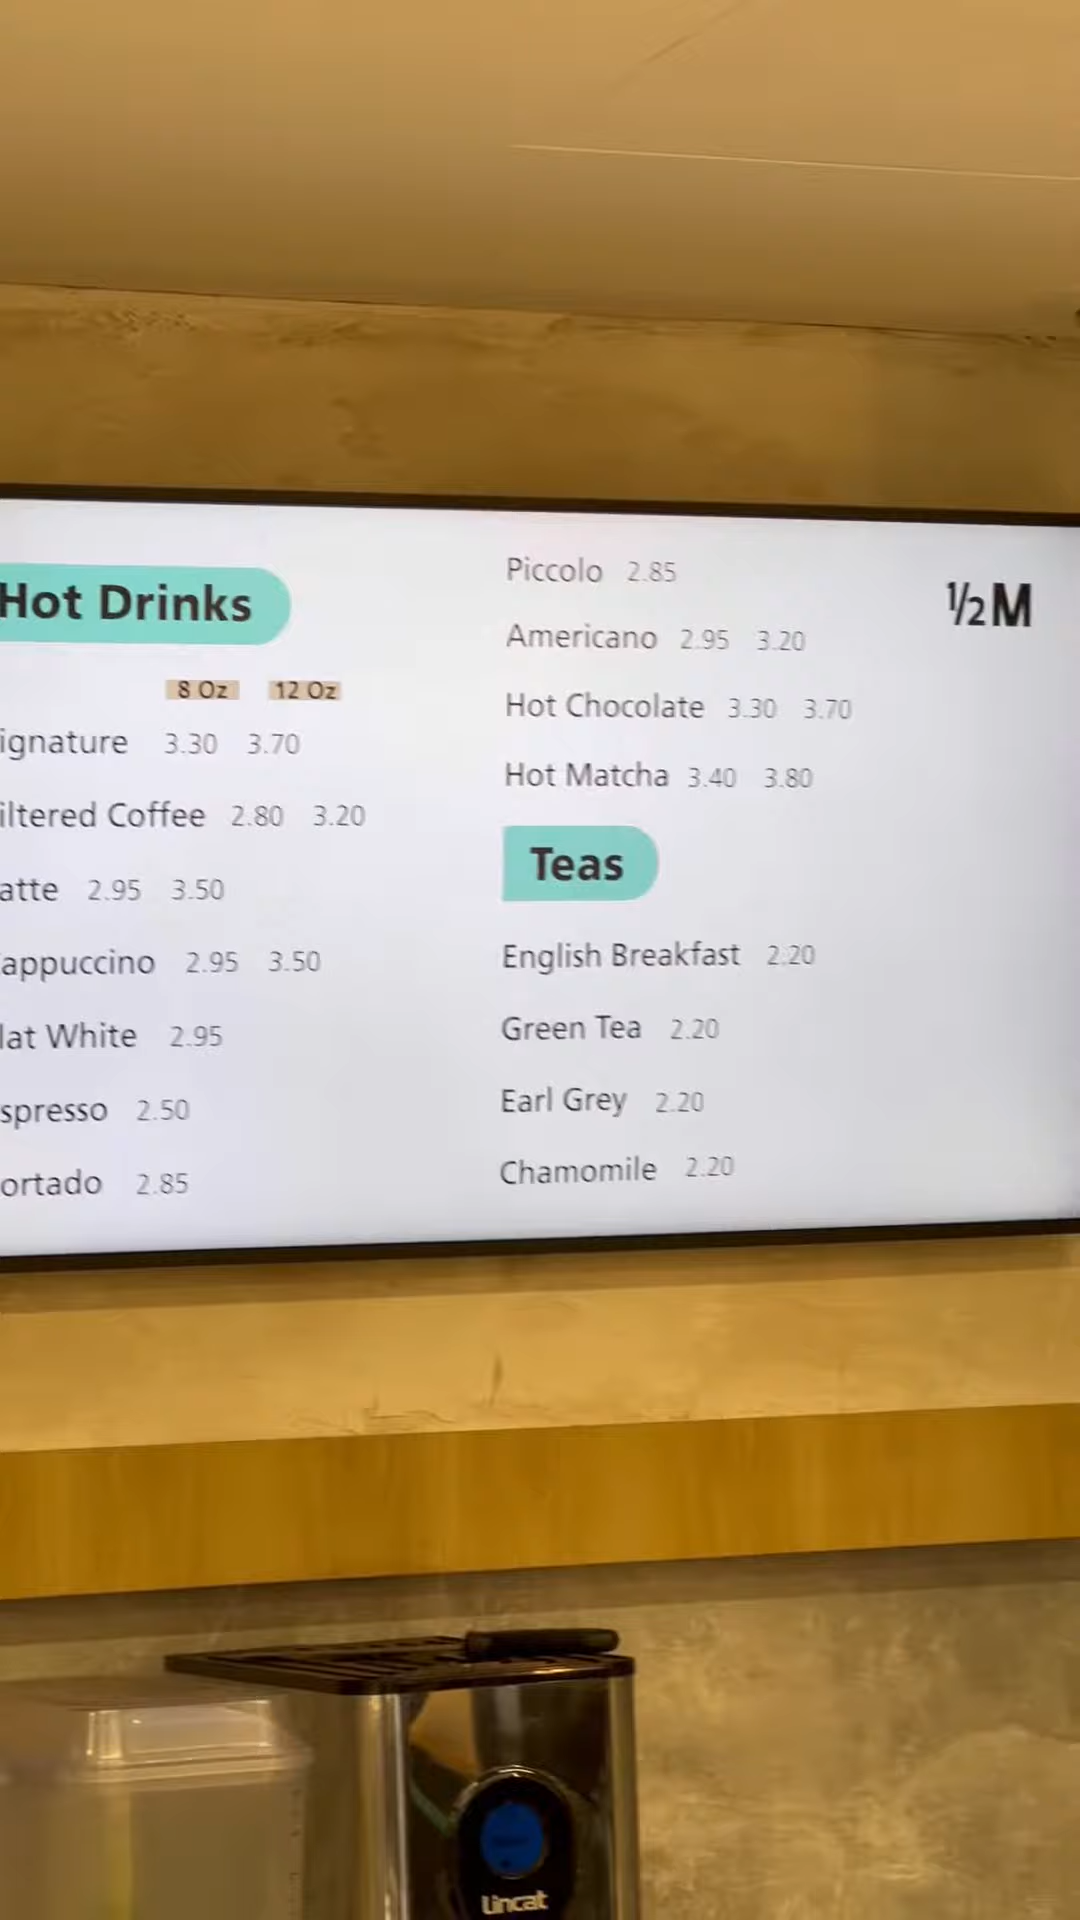 Hot Drinks
8 Oz 12 Oz
ignature 3.30 3.70
iltered Coffee 2.80 3.20
atte 2.95 3.50
appuccino 2.95 3.50
lat White 2.95
spresso 2.50
ortado 2.85
Piccolo 2.85
Americano 2.95 3.20
Hot Chocolate 3.30 3.70
Hot Matcha 3.40 3.80
Teas
English Breakfast 2.20
Green Tea 2.20
Earl Grey 2.20
Chamomile 2.20
½M
Lincat